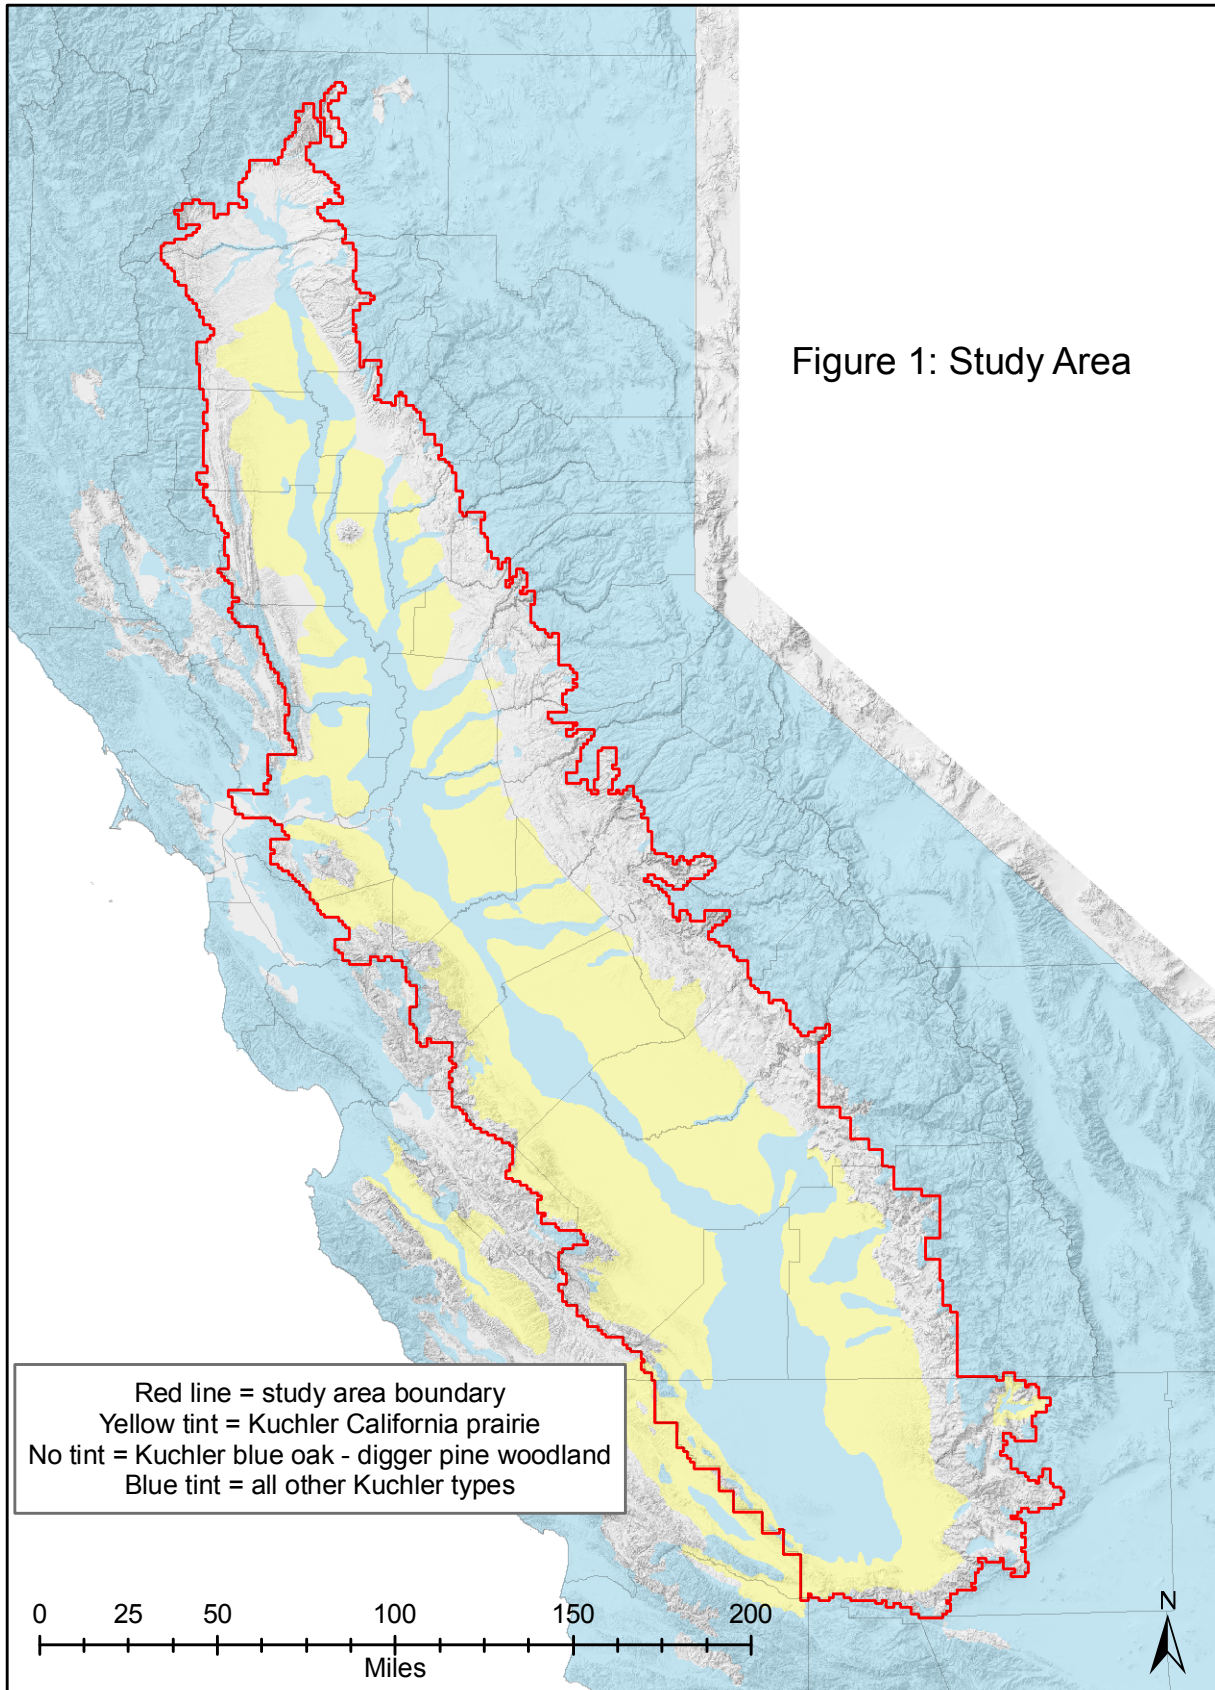 Figure 1: Study Area
Red line = study area boundary
Yellow tint = Kuchler California prairie
No tint = Kuchler blue oak - digger pine woodland
Blue tint = all other Kuchler types
0 25 50 100 150 200
Miles
N